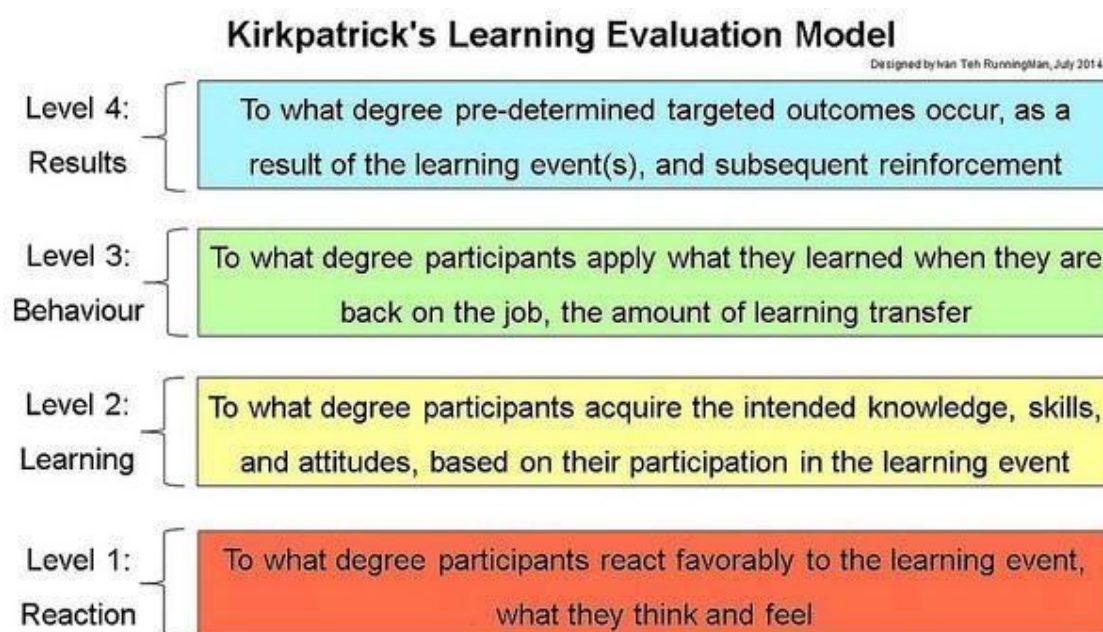 Kirkpatrick's Learning Evaluation Model
Designed by Ivan Teh RunningMan, July 2014
Level 4:
Results
To what degree pre-determined targeted outcomes occur, as a
result of the learning event(s), and subsequent reinforcement
Level 3:
Behaviour
To what degree participants apply what they learned when they are
back on the job, the amount of learning transfer
Level 2:
Learning
To what degree participants acquire the intended knowledge, skills,
and attitudes, based on their participation in the learning event
Level 1:
Reaction
To what degree participants react favorably to the learning event,
what they think and feel